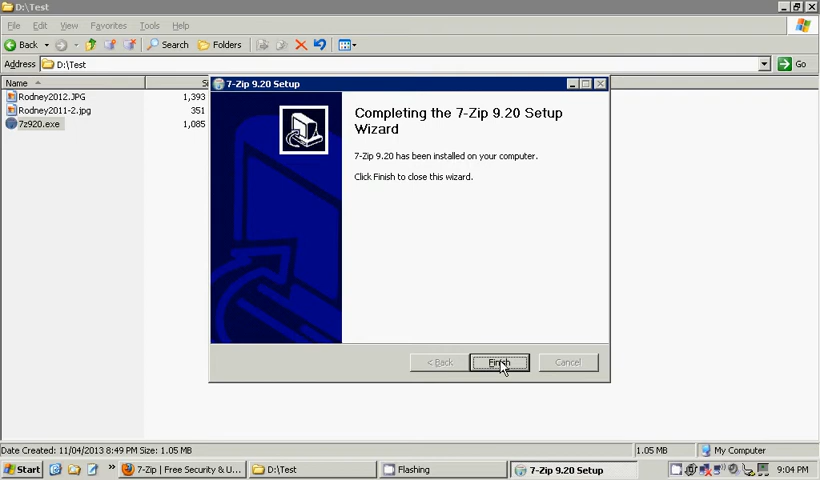 D:\Test
File Edit View Favorites Tools Help
Back Search Folders
Address D:\Test Go
Name
Rodney2012.JPG 1,393
Rodney2011-2.jpg 351
7z920.exe 1,085
7-Zip 9.20 Setup
Completing the 7-Zip 9.20 Setup
Wizard
7-Zip 9.20 has been installed on your computer.
Click Finish to close this wizard.
< Back Finish Cancel
Date Created: 11/04/2013 8:49 PM Size: 1.05 MB 1.05 MB My Computer
Start » 7-Zip | Free Security & U... D:\Test Flashing 7-Zip 9.20 Setup 9:04 PM